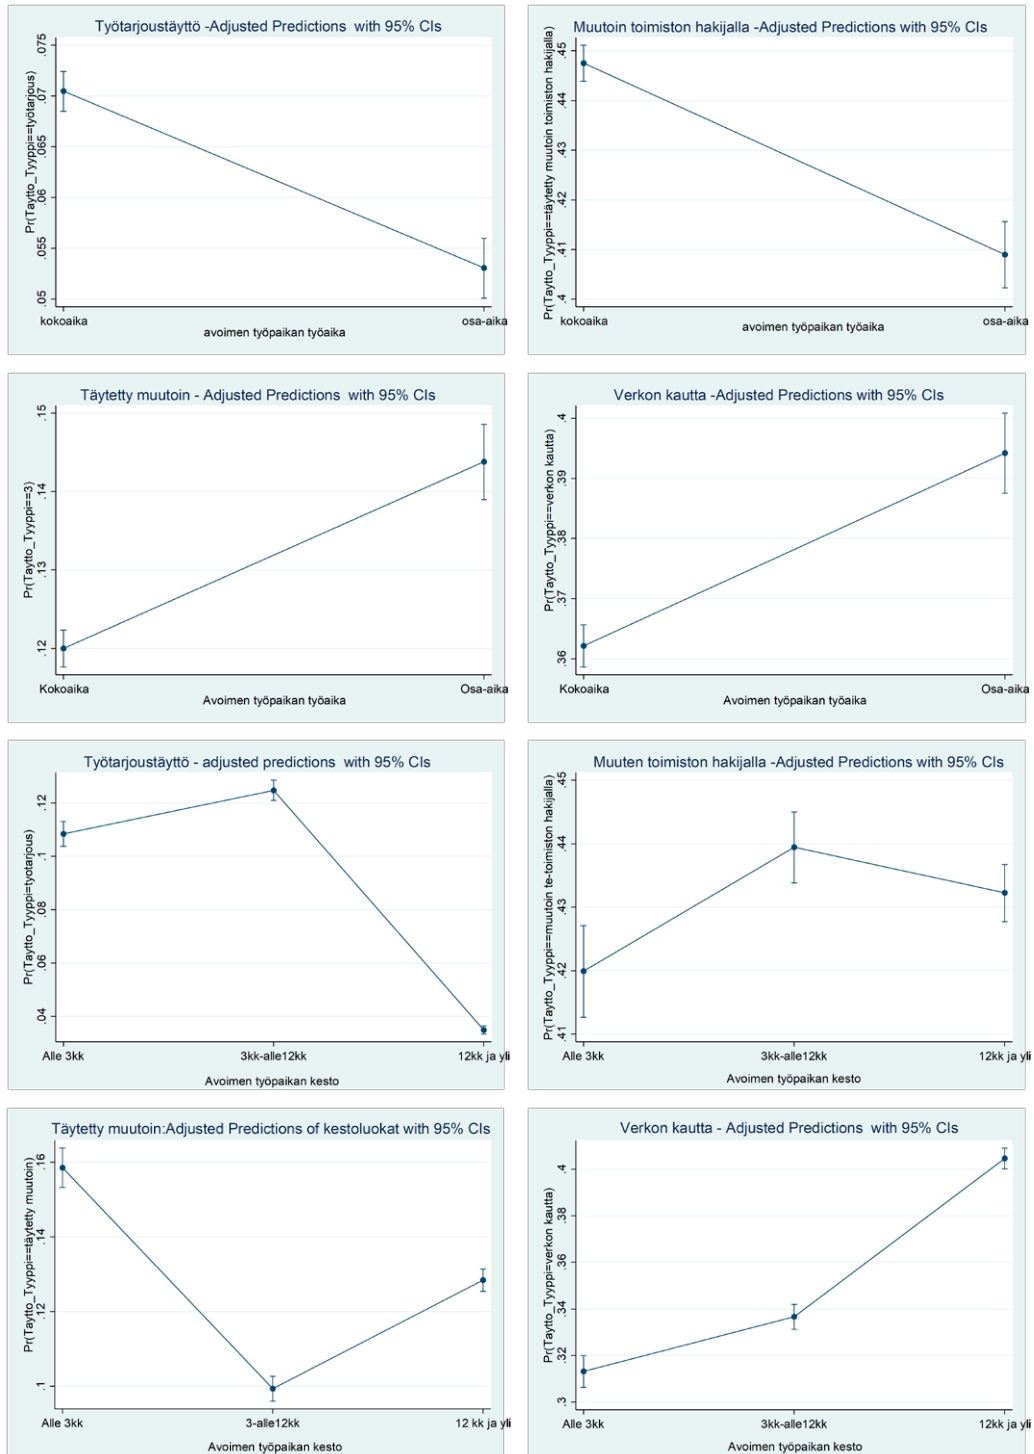 Työtarjoustäyttö -Adjusted Predictions with 95% CIs
Pr(Taytto_Tyyppi==työtarjous)
.075
.07
.065
.06
.055
.05
kokoaika
osa-aika
avoimen työpaikan työaika
Muutoin toimiston hakijalla -Adjusted Predictions with 95% CIs
Pr(Taytto_Tyyppi==täytetty muutoin toimiston hakijalla)
.45
.44
.43
.42
.41
.4
kokoaika
osa-aika
avoimen työpaikan työaika
Täytetty muutoin - Adjusted Predictions with 95% CIs
Pr(Taytto_Tyyppi==3)
.15
.14
.13
.12
Kokoaika
Osa-aika
Avoimen työpaikan työaika
Verkon kautta -Adjusted Predictions with 95% CIs
Pr(Taytto_Tyyppi==verkon kautta)
.4
.39
.38
.37
.36
Kokoaika
Osa-aika
Avoimen työpaikan työaika
Työtarjoustäyttö - adjusted predictions with 95% CIs
Pr(Taytto_Tyyppi=tyotarjous)
.12
.1
.08
.06
.04
Alle 3kk
3kk-alle12kk
12kk ja yli
Avoimen työpaikan kesto
Muuten toimiston hakijalla -Adjusted Predictions with 95% CIs
Pr(Taytto_Tyyppi==muutoin te-toimiston hakijalla)
.45
.44
.43
.42
.41
Alle 3kk
3kk-alle12kk
12kk ja yli
Avoimen työpaikan kesto
Täytetty muutoin:Adjusted Predictions of kestoluokat with 95% CIs
Pr(Taytto_Tyyppi==täytetty muutoin)
.16
.14
.12
.1
Alle 3kk
3-alle12kk
12 kk ja yli
Avoimen työpaikan kesto
Verkon kautta - Adjusted Predictions with 95% CIs
Pr(Taytto_Tyyppi=verkon kautta)
.4
.38
.36
.34
.32
.3
Alle 3kk
3kk-alle12kk
12kk ja yli
Avoimen työpaikan kesto